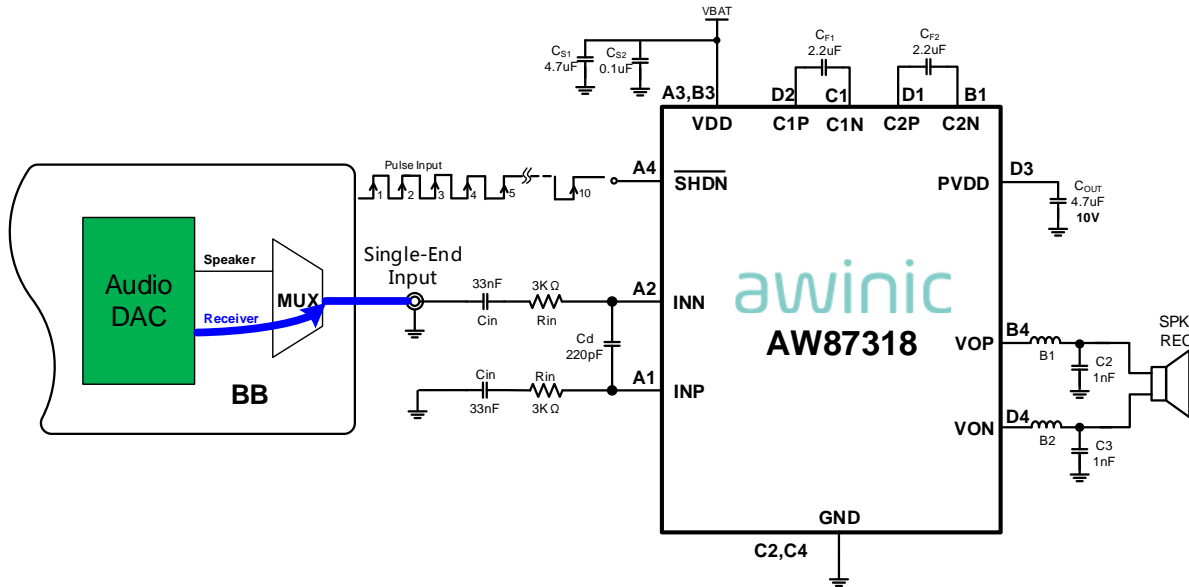 VBAT
CS1
4.7uF
CS2
0.1uF
CF1
2.2uF
CF2
2.2uF
A3,B3
D2
C1
D1
B1
VDD
C1P
C1N
C2P
C2N
Pulse Input
1
2
3
4
5
10
A4
SHDN
PVDD
D3
COUT
4.7uF
10V
Audio
DAC
Speaker
Receiver
MUX
BB
Single-End
Input
33nF
Cin
3KΩ
Rin
A2
INN
Cd
220pF
Cin
33nF
Rin
3KΩ
A1
INP
awinic
AW87318
VOP
B4
B1
C2
1nF
SPK
REC
VON
D4
B2
C3
1nF
GND
C2,C4